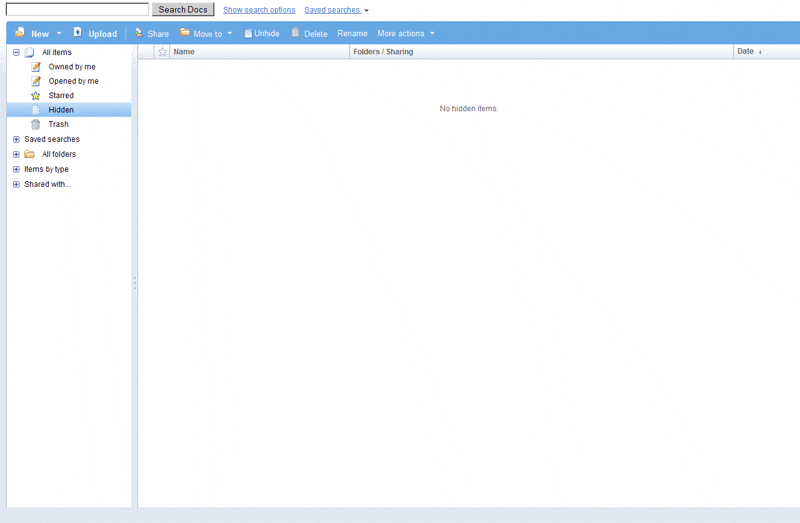 Search Docs Show search options Saved searches
New Upload Share Move to Unhide Delete Rename More actions
All items Name Folders / Sharing Date
Owned by me
Opened by me
Starred
Hidden No hidden items.
Trash
Saved searches
All folders
Items by type
Shared with...